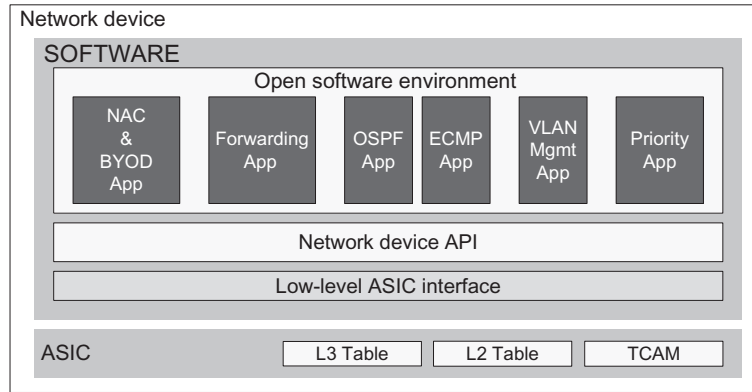 Network device
SOFTWARE
Open software environment
NAC
&
BYOD
App
Forwarding
App
OSPF
App
ECMP
App
VLAN
Mgmt
App
Priority
App
Network device API
Low-level ASIC interface
ASIC
L3 Table
L2 Table
TCAM